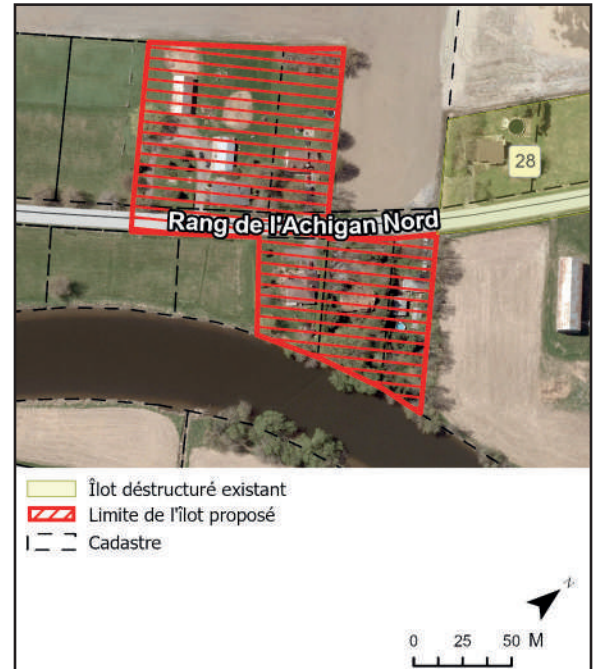 28
Rang de l'Achigan Nord
Îlot déstructuré existant
Limite de l'îlot proposé
Cadastre
N
0 25 50 M